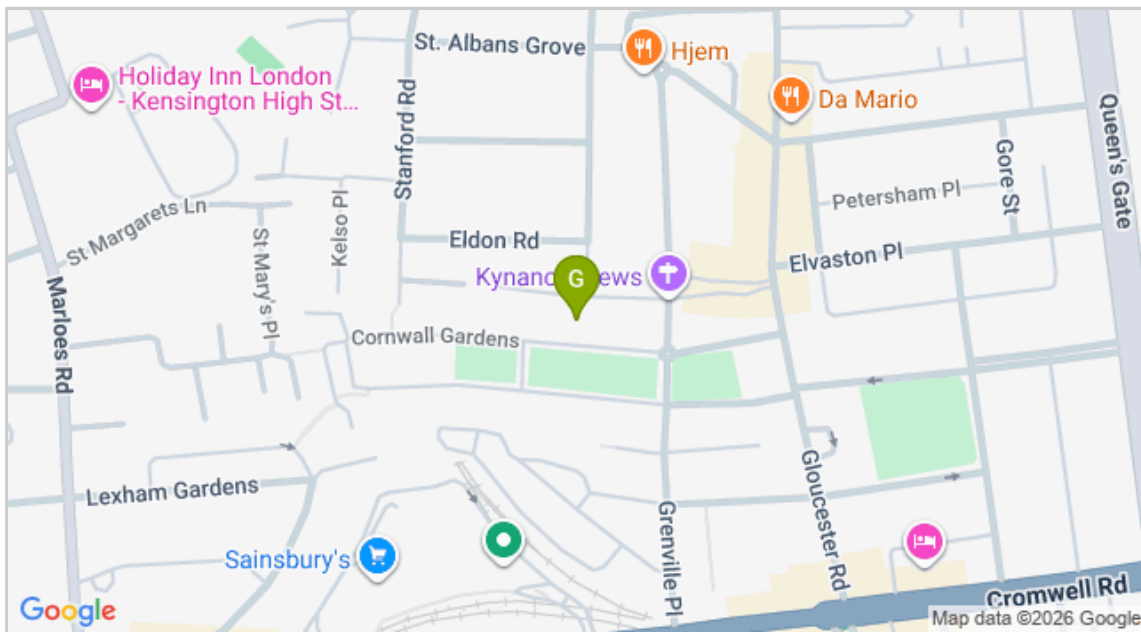 St. Albans Grove
Hjem
Holiday Inn London
- Kensington High St...
Da Mario
Stanford Rd
Queen's Gate
Gore St
Petersham Pl
St Margarets Ln
Kelso Pl
St Mary's Pl
Eldon Rd
Elvaston Pl
G
Marloes Rd
Cornwall Gardens
Lexham Gardens
Gloucester Rd
Grenville Pl
Sainsbury's
Cromwell Rd
Google
Map data ©2026 Google